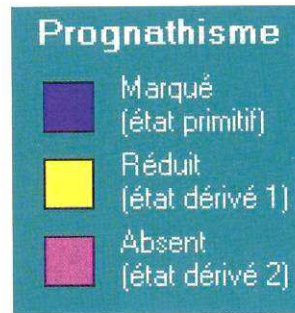 Prognathisme
Marqué
(état primitif)
Réduit
(état dérivé 1)
Absent
(état dérivé 2)